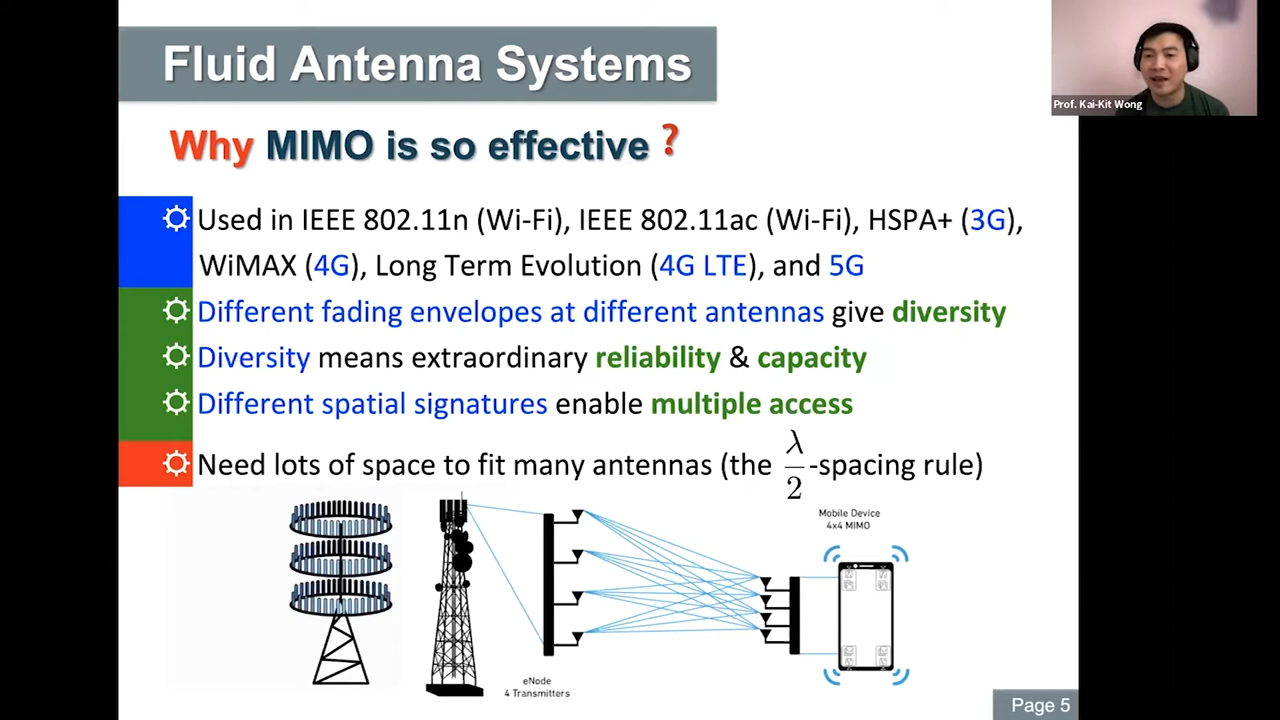 Fluid Antenna Systems
Prof. Kai-Kit Wong
Why MIMO is so effective ?
Used in IEEE 802.11n (Wi-Fi), IEEE 802.11ac (Wi-Fi), HSPA+ (3G),
WiMAX (4G), Long Term Evolution (4G LTE), and 5G
Different fading envelopes at different antennas give diversity
Diversity means extraordinary reliability & capacity
Different spatial signatures enable multiple access
Need lots of space to fit many antennas (the λ/2-spacing rule)
Mobile Device
4x4 MIMO
eNode
4 Transmitters
Page 5